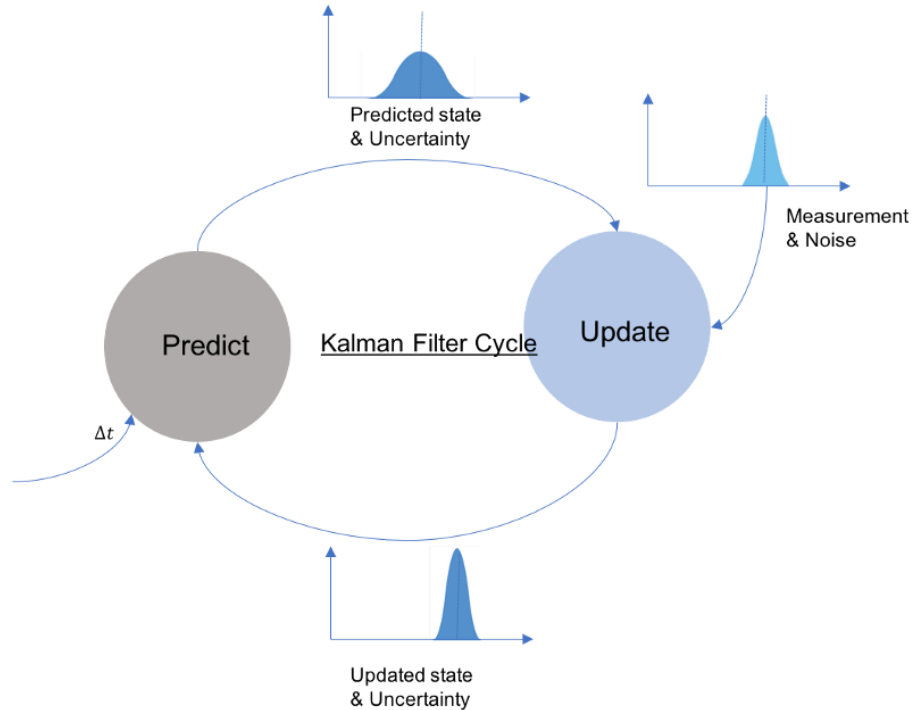 Predicted state
& Uncertainty
Measurement
& Noise
Predict
Kalman Filter Cycle
Update
Δt
Updated state
& Uncertainty